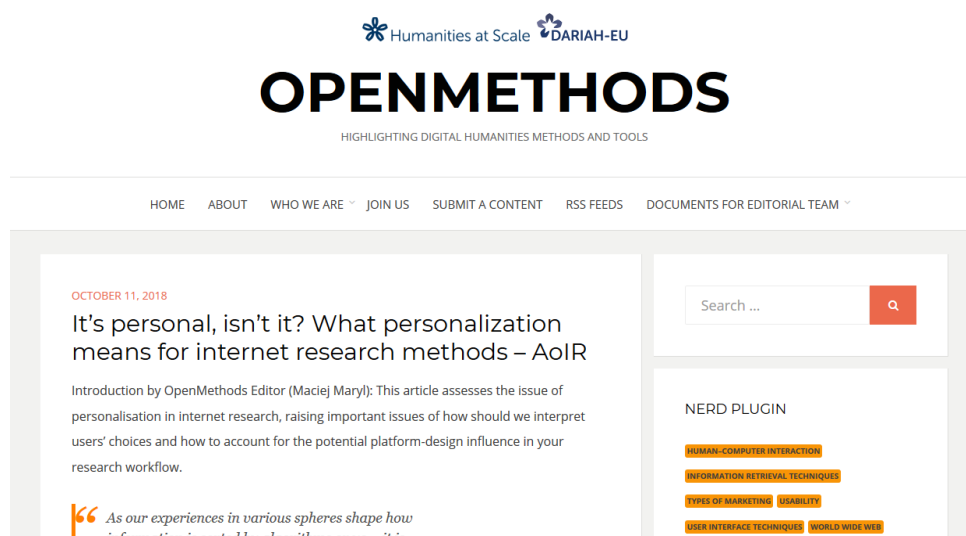 Humanities at Scale DARIAH-EU
OPENMETHODS
HIGHLIGHTING DIGITAL HUMANITIES METHODS AND TOOLS
HOME ABOUT WHO WE ARE JOIN US SUBMIT A CONTENT RSS FEEDS DOCUMENTS FOR EDITORIAL TEAM
OCTOBER 11, 2018
It’s personal, isn’t it? What personalization
means for internet research methods – AoIR
Introduction by OpenMethods Editor (Maciej Maryl): This article assesses the issue of
personalisation in internet research, raising important issues of how should we interpret
users’ choices and how to account for the potential platform-design influence in your
research workflow.
“ As our experiences in various spheres shape how
Search ...
NERD PLUGIN
HUMAN–COMPUTER INTERACTION
INFORMATION RETRIEVAL TECHNIQUES
TYPES OF MARKETING USABILITY
USER INTERFACE TECHNIQUES WORLD WIDE WEB